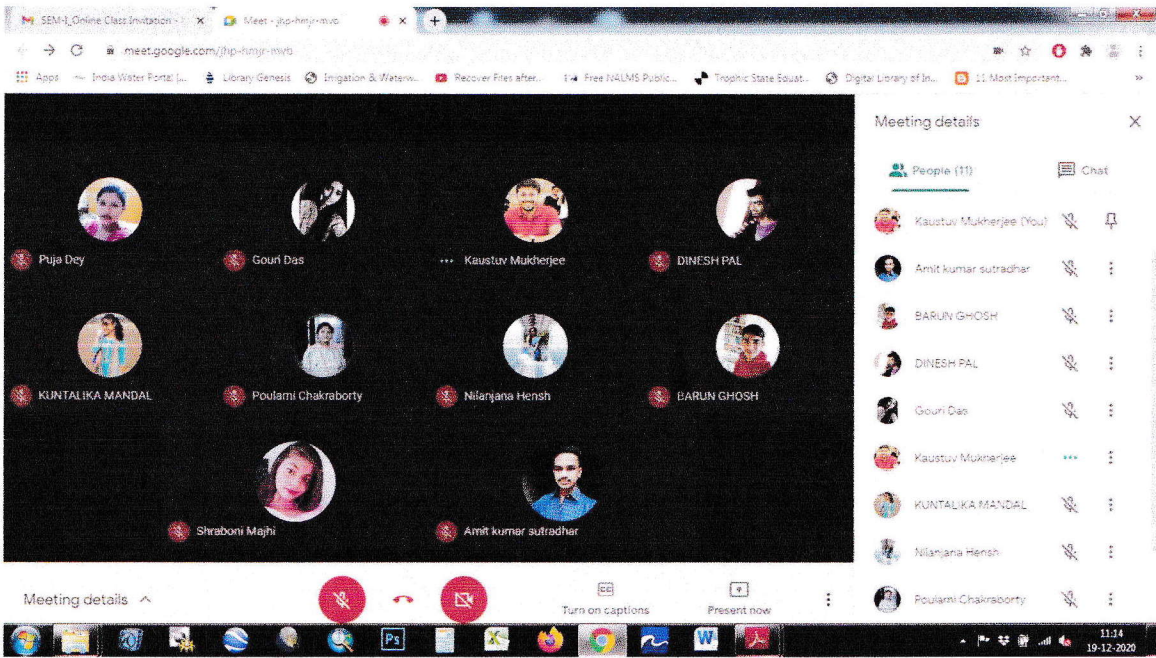 SEM-I_Online Class Invitation -
Meet - jhp-hmjr-mvb
meet.google.com/jhp-hmjr-mvb
Apps India Water Portal |... Library Genesis Irrigation & Waterw... Recover Files after... Free NALMS Public... Trophic State Equat... Digital Library of In... 11 Most Important...
Meeting details
People (11) Chat
Puja Dey
Gouri Das
Kaustuv Mukherjee
DINESH PAL
KUNTALIKA MANDAL
Poulami Chakraborty
Nilanjana Hensh
BARUN GHOSH
Shraboni Majhi
Amit kumar sutradhar
Kaustuv Mukherjee (You)
Amit kumar sutradhar
BARUN GHOSH
DINESH PAL
Gouri Das
Kaustuv Mukherjee
KUNTALIKA MANDAL
Nilanjana Hensh
Poulami Chakraborty
Meeting details
CC
Turn on captions
Present now
Ps
W
11:14
19-12-2020